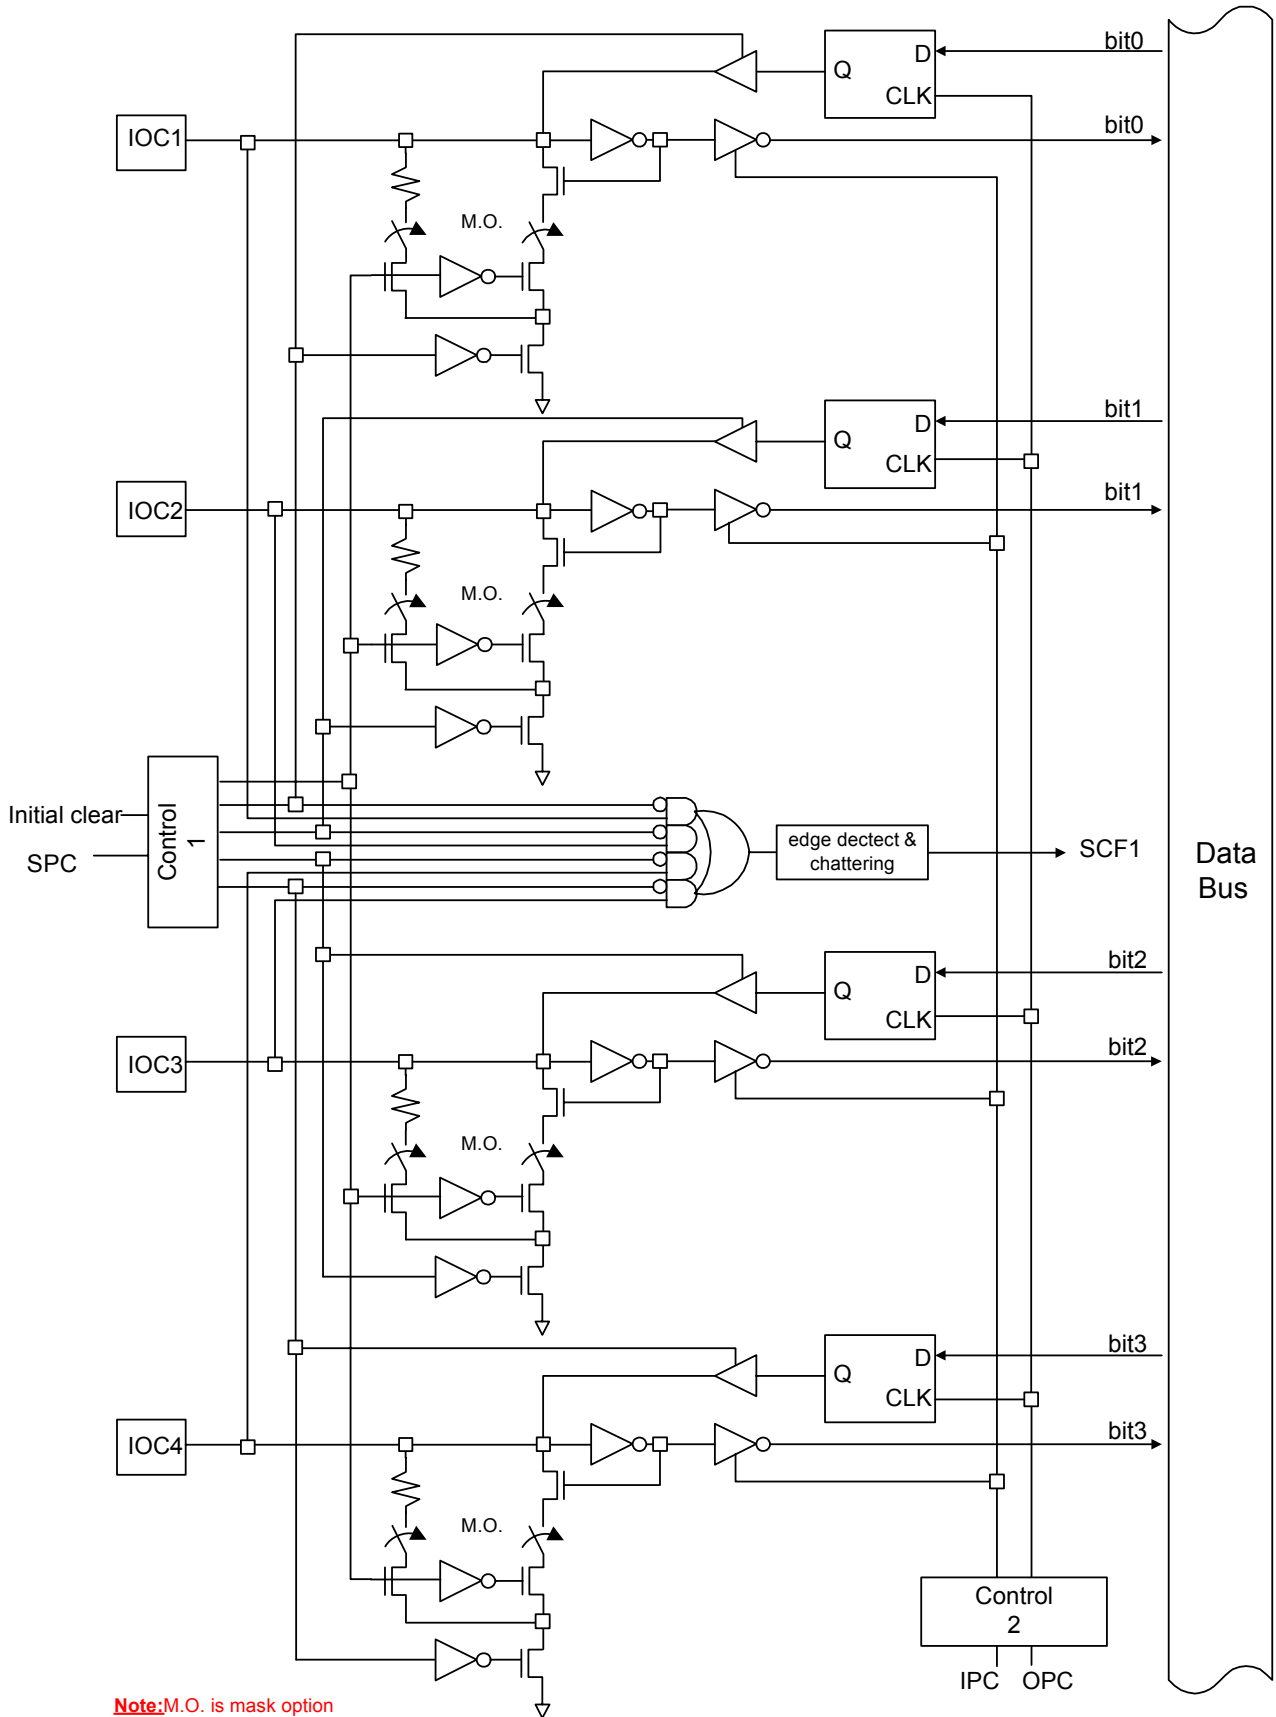 bit0
Q
D
CLK
IOC1
bit0
M.O.
bit1
Q
D
CLK
IOC2
bit1
M.O.
Initial clear
SPC
Control
1
edge dectect &
chattering
SCF1
Data
Bus
bit2
Q
D
CLK
IOC3
bit2
M.O.
bit3
Q
D
CLK
IOC4
bit3
M.O.
Control
2
IPC OPC
Note:M.O. is mask option